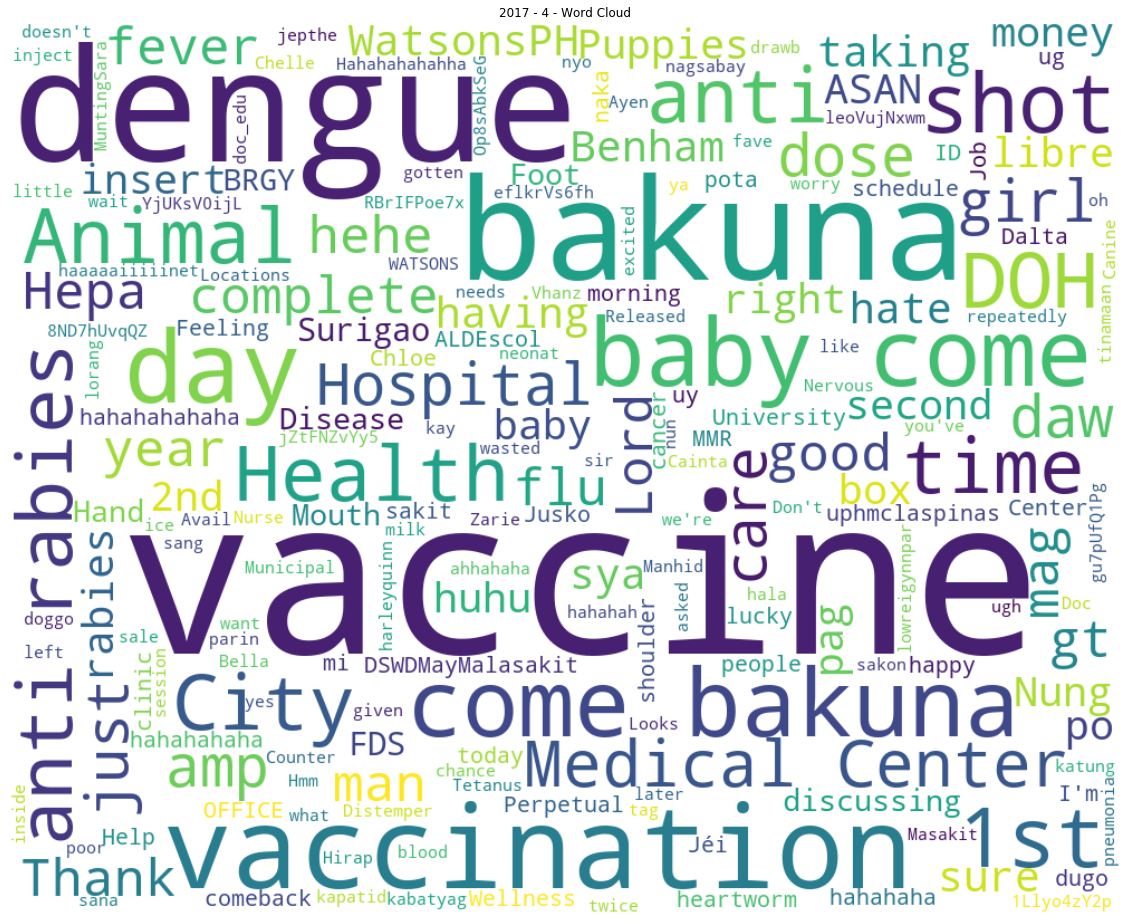 2017 - 4 - Word Cloud
doesn't
fever
jepthe
WatsonsPH
Puppies
drawb
taking
money
inject
Chelle
Hahahahahahha
nyo
nagsabay
ug
MuntingSara
dengue
doc_edu
Op8sAbkSeG
naka
Ayen
anti
ASAN
leoVujNxwm
shot
gotten
Benham
fave
dose
ID
Job
libre
little
insert
BRGY
Foot
eflkrVs6fh
ya
pota
worry
schedule
girl
oh
wait
YjUKsVOijL
RBrIFPoe7x
Animal
hehe
WATSONS
bakuna
excited
Dalta
Canine
haaaaaiiiiinet
Locations
DOH
tinamaan
Hepa
complete
needs
Vhanz
morning
right
hate
having
Released
repeatedly
8ND7hUvqQZ
Feeling
Surigao
ALDEscol
neonat
baby come
like
lorang
day
Chloe
Hospital
Nervous
anti rabies
hahahahahaha
Disease
kay
baby
Lord
uy
University
second
daw
jZtFNZvYy5
wasted
cancer
nun
MMR
you've
year
Health
flu
sir
Cainta
good
time
2nd
care
box
Hand
ice
Avail
Nurse
Mouth
sakit
Zarie
Jusko
we're
Don't
uphmclaspinas
Center
gu7pUfQ1Pg
just
rabies
sang
milk
vaccine
Municipal
harleyquinn
ahhahaha
sya
Manhid
asked
hala
lowreigynnpar
mag
Doc
doggo
huhu
hahahah
lucky
pag
ugh
gt
left
sale
want
parin
clinic
session
Bella
mi
DSWDMayMalasakit
shoulder
people
sakon
happy
City
yes
given
come bakuna
Looks
Nung
po
hahahahaha
FDS
today
Counter
chance
Medical Center
katung
amp
Hmm
man
Tetanus
later
I'm
pneumonia
inside
OFFICE
what
Distemper
Perpetual
tag
discussing
poor
Help
vaccination
Hirap
blood
Jéi
Masakit
1st
Thank
sure
dugo
sana
comeback
kapatid
kabatyag
Wellness
twice
heartworm
hahahaha
1Llyo4zY2p